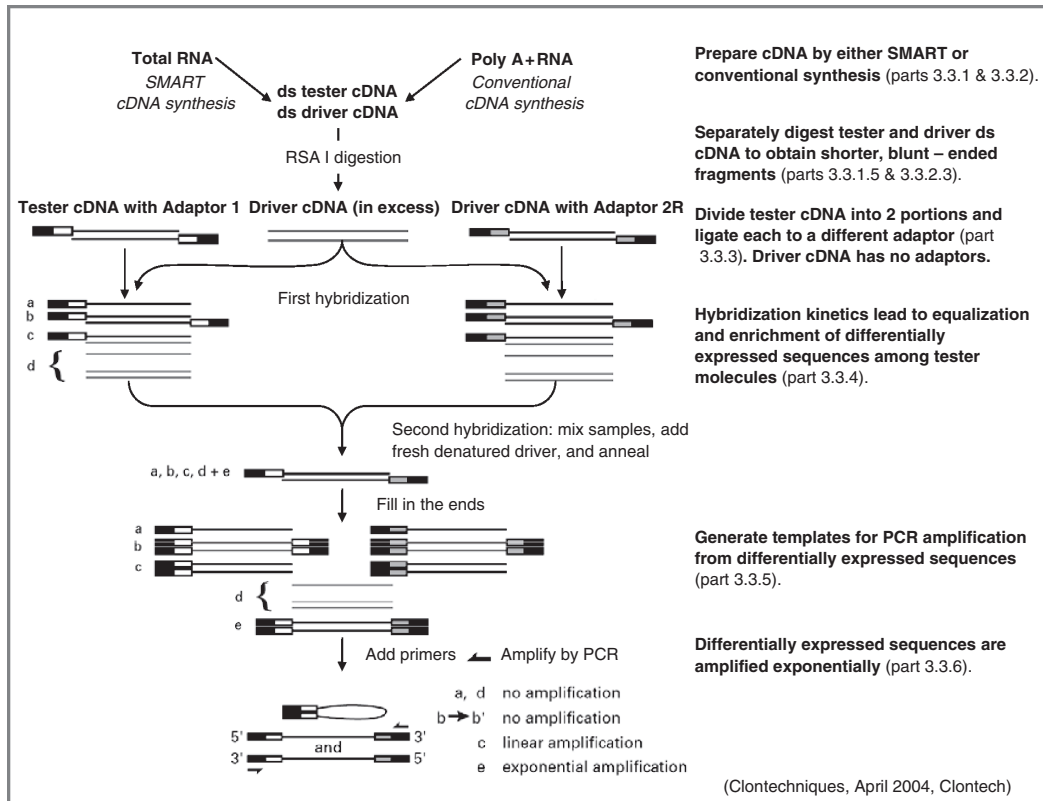 Total RNA
SMART
cDNA synthesis
Poly A+RNA
Conventional
cDNA synthesis
ds tester cDNA
ds driver cDNA
RSA I digestion
Prepare cDNA by either SMART or
conventional synthesis (parts 3.3.1 & 3.3.2).
Separately digest tester and driver ds
cDNA to obtain shorter, blunt – ended
fragments (parts 3.3.1.5 & 3.3.2.3).
Tester cDNA with Adaptor 1
Driver cDNA (in excess)
Driver cDNA with Adaptor 2R
Divide tester cDNA into 2 portions and
ligate each to a different adaptor (part
3.3.3). Driver cDNA has no adaptors.
First hybridization
a
b
c
d {
Hybridization kinetics lead to equalization
and enrichment of differentially
expressed sequences among tester
molecules (part 3.3.4).
Second hybridization: mix samples, add
fresh denatured driver, and anneal
a, b, c, d + e
Fill in the ends
a
b
c
d {
e
Generate templates for PCR amplification
from differentially expressed sequences
(part 3.3.5).
Add primers
Amplify by PCR
Differentially expressed sequences are
amplified exponentially (part 3.3.6).
a, d no amplification
b b' no amplification
c linear amplification
e exponential amplification
5' 3'
and
3' 5'
(Clontechniques, April 2004, Clontech)